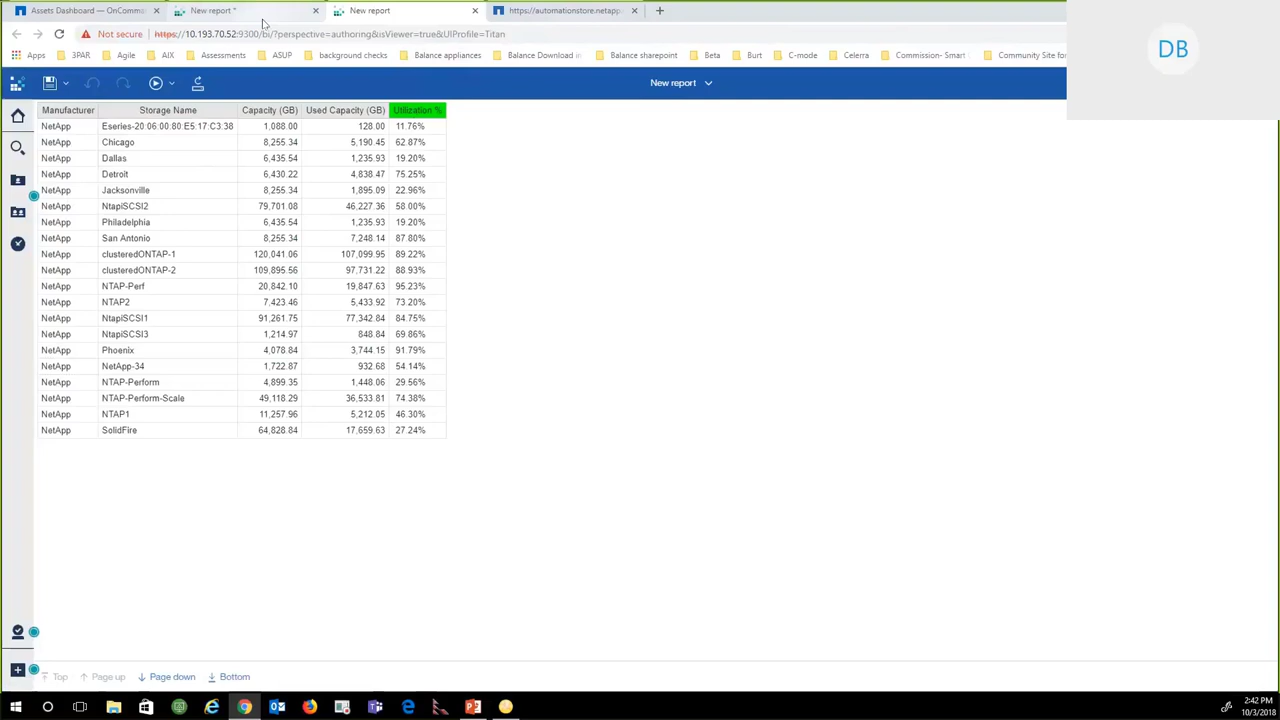 Assets Dashboard — OnComma
New report *
New report
https://automationstore.netapp.
Not secure | https://10.193.70.52:9300/bi/?perspective=authoring&isViewer=true&UIProfile=Titan
Apps 3PAR Agile AIX Assessments ASUP background checks Balance appliances Balance Download in Balance sharepoint Beta Burt C-mode Celerra Commission- Smart Community Site for
DB
New report
Manufacturer Storage Name Capacity (GB) Used Capacity (GB) Utilization %
NetApp Eseries-20:06:00:80:E5:17:C3:38 1,088.00 128.00 11.76%
NetApp Chicago 8,255.34 5,190.45 62.87%
NetApp Dallas 6,435.54 1,235.93 19.20%
NetApp Detroit 6,430.22 4,838.47 75.25%
NetApp Jacksonville 8,255.34 1,895.09 22.96%
NetApp NtapiSCSI2 79,701.08 46,227.36 58.00%
NetApp Philadelphia 6,435.54 1,235.93 19.20%
NetApp San Antonio 8,255.34 7,248.14 87.80%
NetApp clusteredONTAP-1 120,041.06 107,099.95 89.22%
NetApp clusteredONTAP-2 109,895.56 97,731.22 88.93%
NetApp NTAP-Perf 20,842.10 19,847.63 95.23%
NetApp NTAP2 7,423.46 5,433.92 73.20%
NetApp NtapiSCSI1 91,261.75 77,342.84 84.75%
NetApp NtapiSCSI3 1,214.97 848.84 69.86%
NetApp Phoenix 4,078.84 3,744.15 91.79%
NetApp NetApp-34 1,722.87 932.68 54.14%
NetApp NTAP-Perform 4,899.35 1,448.06 29.56%
NetApp NTAP-Perform-Scale 49,118.29 36,533.81 74.38%
NetApp NTAP1 11,257.96 5,212.05 46.30%
NetApp SolidFire 64,828.84 17,659.63 27.24%
Top Page up Page down Bottom
2:42 PM
10/3/2018